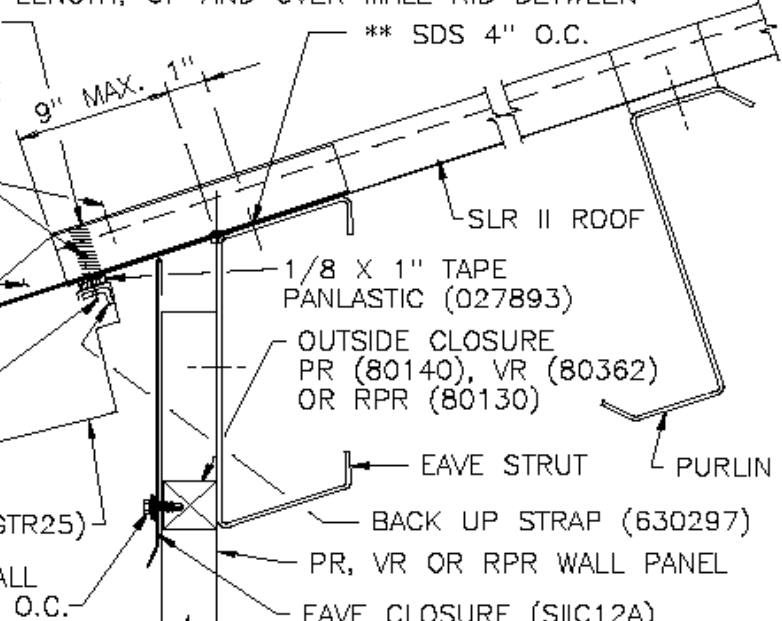 LENGTH, UP AND OVER
BETWEEN
** SDS 4" O.C.
9" MAX. 1"
SLR II ROOF
1/8 X 1" TAPE
PANLASTIC (027893)
OUTSIDE CLOSURE
PR (80140), VR (80362)
OR RPR (80130)
EAVE STRUT
PURLIN
GTR25)
BACK UP STRAP (630297)
PR, VR OR RPR WALL PANEL
ALL
O.C.
EAVE CLOSURE (SIIC12A)